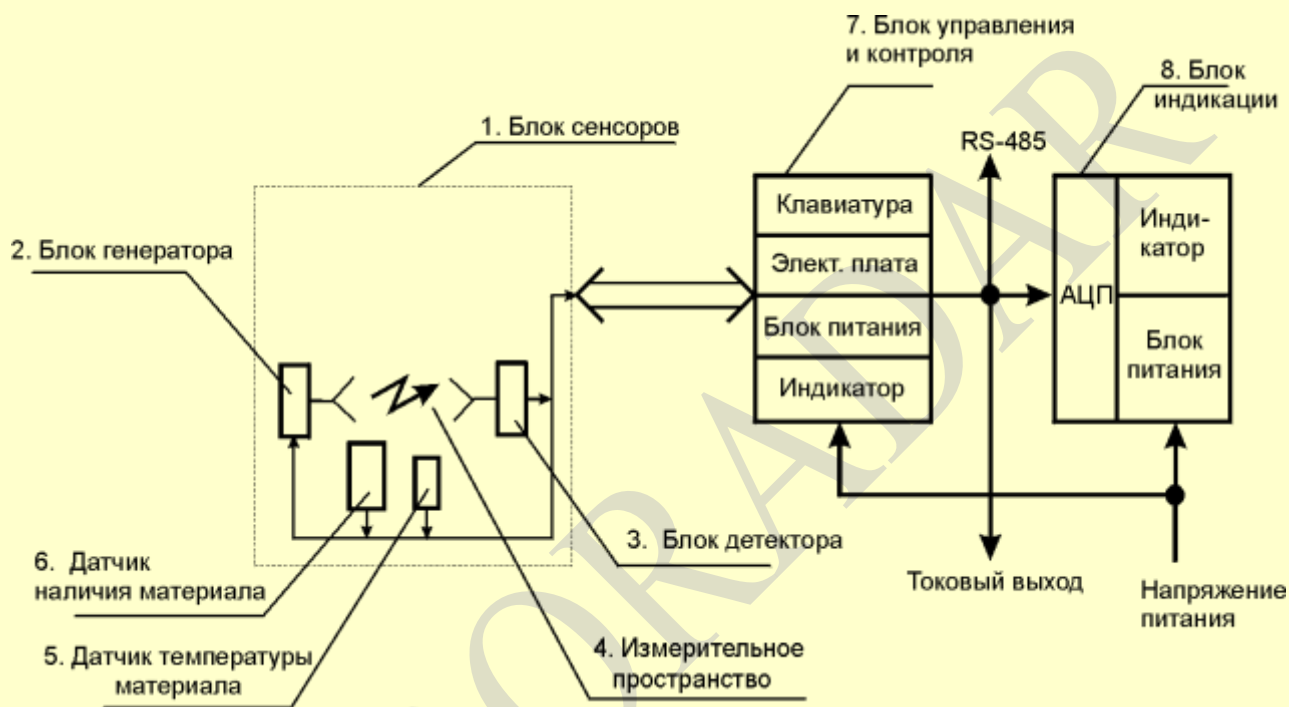 7. Блок управления
и контроля
8. Блок
индикации
1. Блок сенсоров
RS-485
Клавиатура
Элект. плата
Блок питания
Индикатор
АЦП
Инди-
катор
Блок
питания
2. Блок генератора
3. Блок детектора
6. Датчик
наличия материала
Токовый выход
Напряжение
питания
5. Датчик температуры
материала
4. Измерительное
пространство
ORADAR